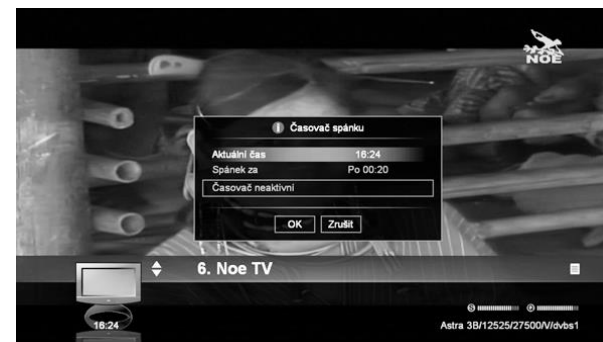 NOE
Časovač spánku
Aktuální čas 16:24
Spánek za Po 00:20
Časovač neaktivní
OK Zrušit
6. Noe TV
16:24
S P
Astra 3B/12525/27500/V/dvbs1